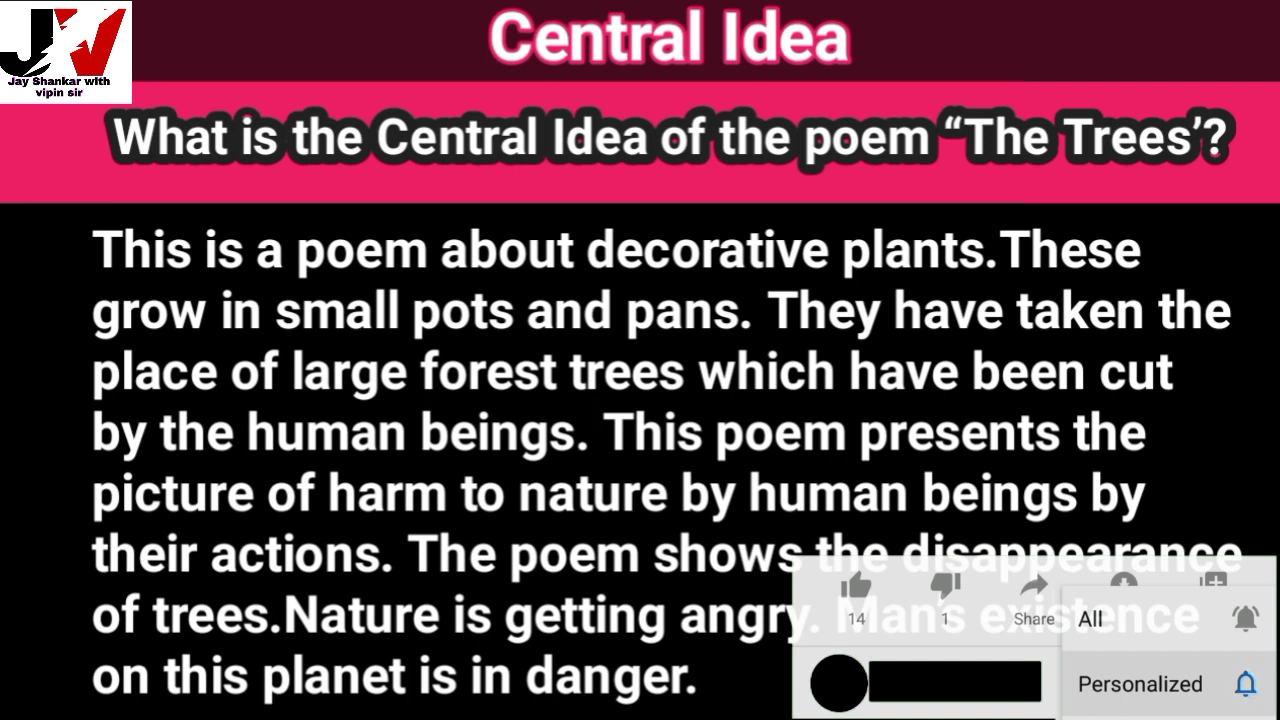 Central Idea
Jay Shankar with
vipin sir
What is the Central Idea of the poem “The Trees’?
This is a poem about decorative plants.These
grow in small pots and pans. They have taken the
place of large forest trees which have been cut
by the human beings. This poem presents the
picture of harm to nature by human beings by
their actions. The poem shows the disappearance
of trees.Nature is getting angry. Man's existence
on this planet is in danger.
14
1
Share
All
Personalized